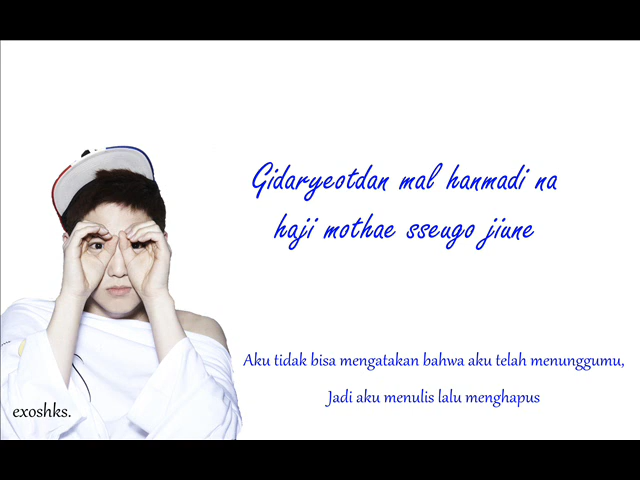 Gidaryeotdan mal hanmadi na
haji mothae sseugo jiune
Aku tidak bisa mengatakan bahwa aku telah menunggumu,
Jadi aku menulis lalu menghapus
exoshks.